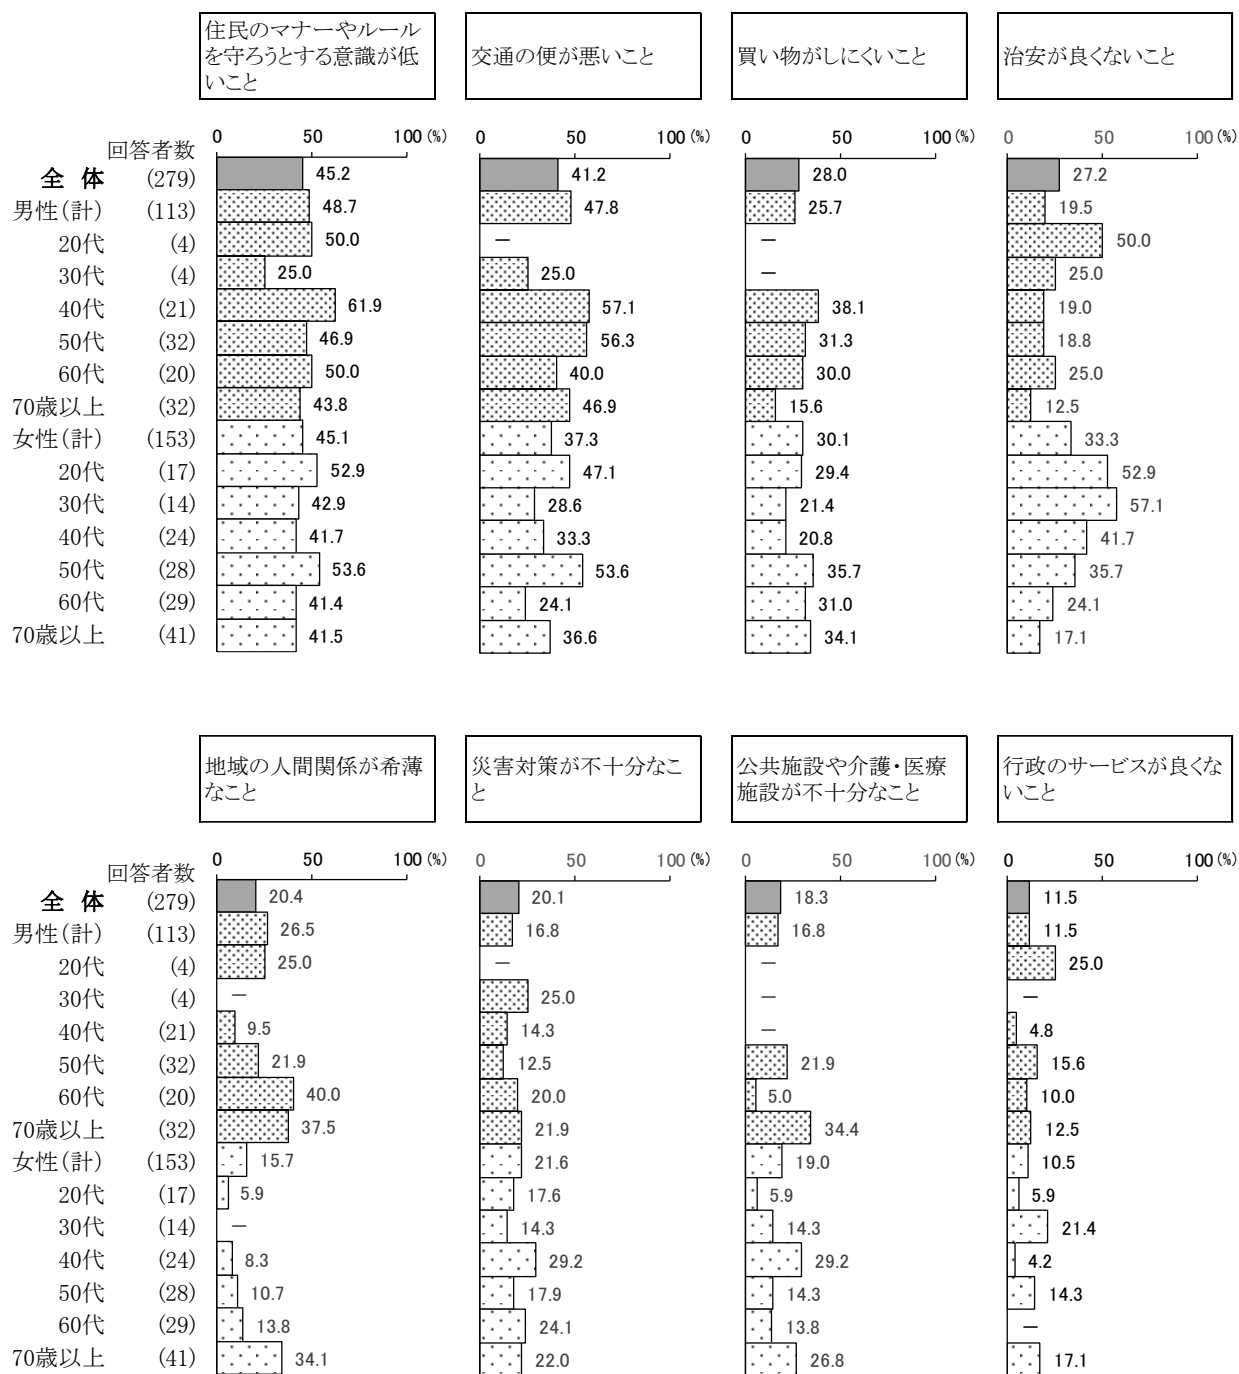 住民のマナーやルール
を守ろうとする意識が低
いこと
交通の便が悪いこと
買い物がしにくいこと
治安が良くないこと
0 50 100 (%) 0 50 100 (%) 0 50 100 (%) 0 50 100 (%)
回答者数
全 体 (279) 45.2 41.2 28.0 27.2
男性(計) (113) 48.7 47.8 25.7 19.5
20代 (4) 50.0 － － 50.0
30代 (4) 25.0 25.0 － 25.0
40代 (21) 61.9 57.1 38.1 19.0
50代 (32) 46.9 56.3 31.3 18.8
60代 (20) 50.0 40.0 30.0 25.0
70歳以上 (32) 43.8 46.9 15.6 12.5
女性(計) (153) 45.1 37.3 30.1 33.3
20代 (17) 52.9 47.1 29.4 52.9
30代 (14) 42.9 28.6 21.4 57.1
40代 (24) 41.7 33.3 20.8 41.7
50代 (28) 53.6 53.6 35.7 35.7
60代 (29) 41.4 24.1 31.0 24.1
70歳以上 (41) 41.5 36.6 34.1 17.1
地域の人間関係が希薄
なこと
災害対策が不十分なこ
と
公共施設や介護・医療
施設が不十分なこと
行政のサービスが良くな
いこと
0 50 100 (%) 0 50 100 (%) 0 50 100 (%) 0 50 100 (%)
回答者数
全 体 (279) 20.4 20.1 18.3 11.5
男性(計) (113) 26.5 16.8 16.8 11.5
20代 (4) 25.0 － － 25.0
30代 (4) － 25.0 － －
40代 (21) 9.5 14.3 － 4.8
50代 (32) 21.9 12.5 21.9 15.6
60代 (20) 40.0 20.0 5.0 10.0
70歳以上 (32) 37.5 21.9 34.4 12.5
女性(計) (153) 15.7 21.6 19.0 10.5
20代 (17) 5.9 17.6 5.9 5.9
30代 (14) － 14.3 14.3 21.4
40代 (24) 8.3 29.2 29.2 4.2
50代 (28) 10.7 17.9 14.3 14.3
60代 (29) 13.8 24.1 13.8 －
70歳以上 (41) 34.1 22.0 26.8 17.1